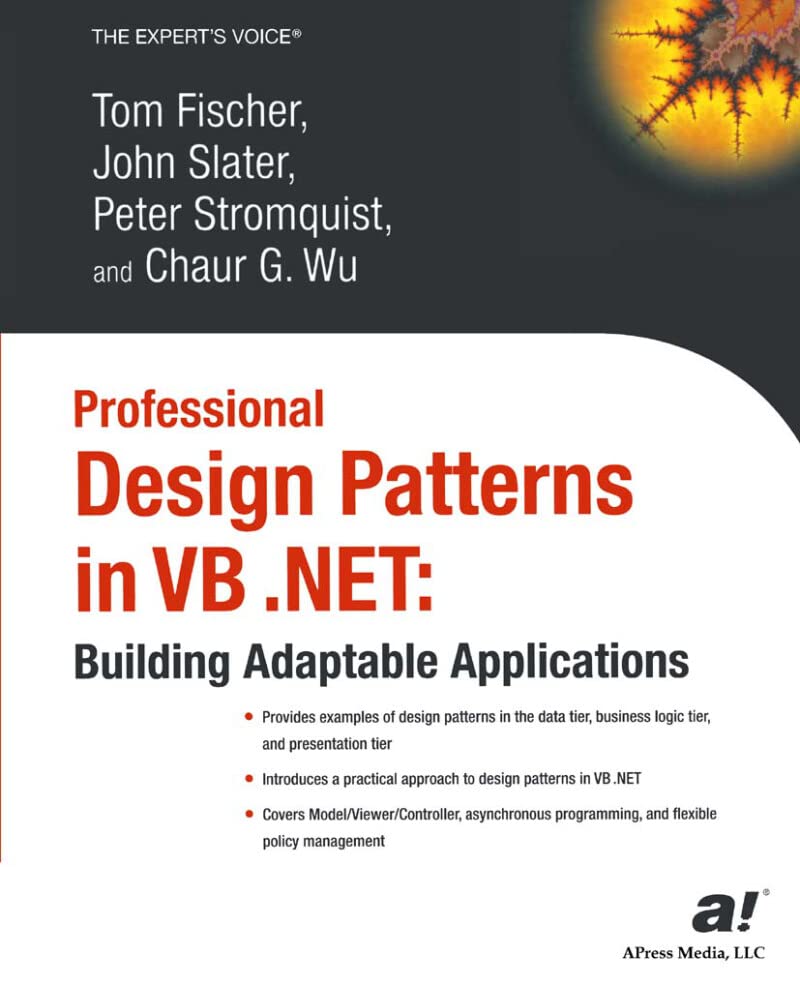 THE EXPERT'S VOICE®
Tom Fischer,
John Slater,
Peter Stromquist,
and Chaur G. Wu
Professional
Design Patterns
in VB .NET:
Building Adaptable Applications
• Provides examples of design patterns in the data tier, business logic tier,
and presentation tier
• Introduces a practical approach to design patterns in VB .NET
• Covers Model/Viewer/Controller, asynchronous programming, and flexible
policy management
a!®
APress Media, LLC